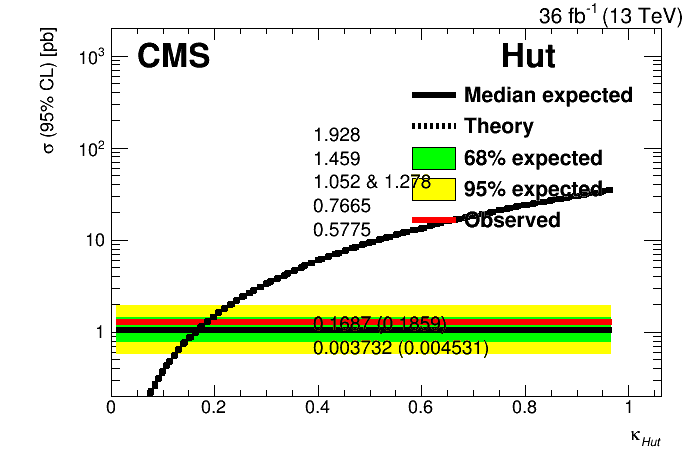 36 fb-1 (13 TeV)
CMS
Hut
Median expected
Theory
68% expected
95% expected
Observed
1.928
1.459
1.052 & 1.278
0.7665
0.5775
0.1687 (0.1859)
0.003732 (0.004531)
σ (95% CL) [pb]
10³
10²
10
1
0 0.2 0.4 0.6 0.8 1
κHut